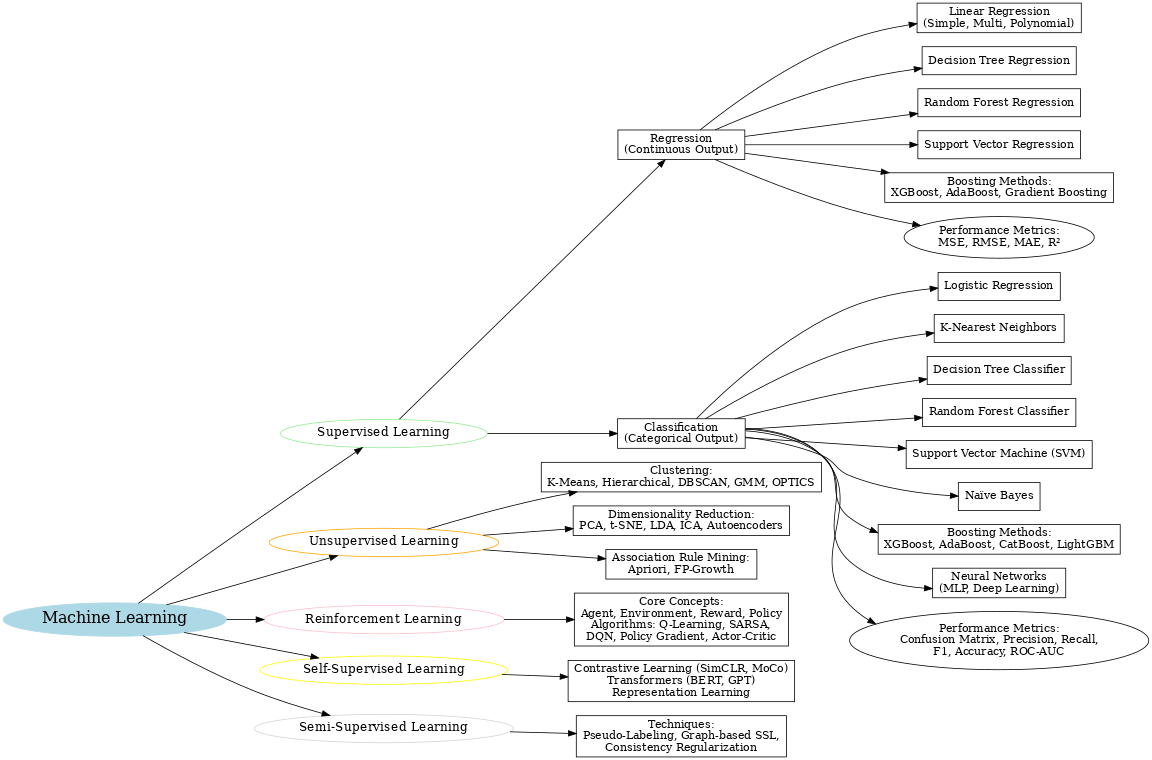 Linear Regression
(Simple, Multi, Polynomial)
Decision Tree Regression
Random Forest Regression
Regression
(Continuous Output)
Support Vector Regression
Boosting Methods:
XGBoost, AdaBoost, Gradient Boosting
Performance Metrics:
MSE, RMSE, MAE, R²
Logistic Regression
K-Nearest Neighbors
Decision Tree Classifier
Random Forest Classifier
Supervised Learning
Classification
(Categorical Output)
Support Vector Machine (SVM)
Clustering:
K-Means, Hierarchical, DBSCAN, GMM, OPTICS
Naïve Bayes
Dimensionality Reduction:
PCA, t-SNE, LDA, ICA, Autoencoders
Boosting Methods:
XGBoost, AdaBoost, CatBoost, LightGBM
Unsupervised Learning
Association Rule Mining:
Apriori, FP-Growth
Neural Networks
(MLP, Deep Learning)
Machine Learning
Reinforcement Learning
Core Concepts:
Agent, Environment, Reward, Policy
Algorithms: Q-Learning, SARSA,
DQN, Policy Gradient, Actor-Critic
Performance Metrics:
Confusion Matrix, Precision, Recall,
F1, Accuracy, ROC-AUC
Self-Supervised Learning
Contrastive Learning (SimCLR, MoCo)
Transformers (BERT, GPT)
Representation Learning
Semi-Supervised Learning
Techniques:
Pseudo-Labeling, Graph-based SSL,
Consistency Regularization